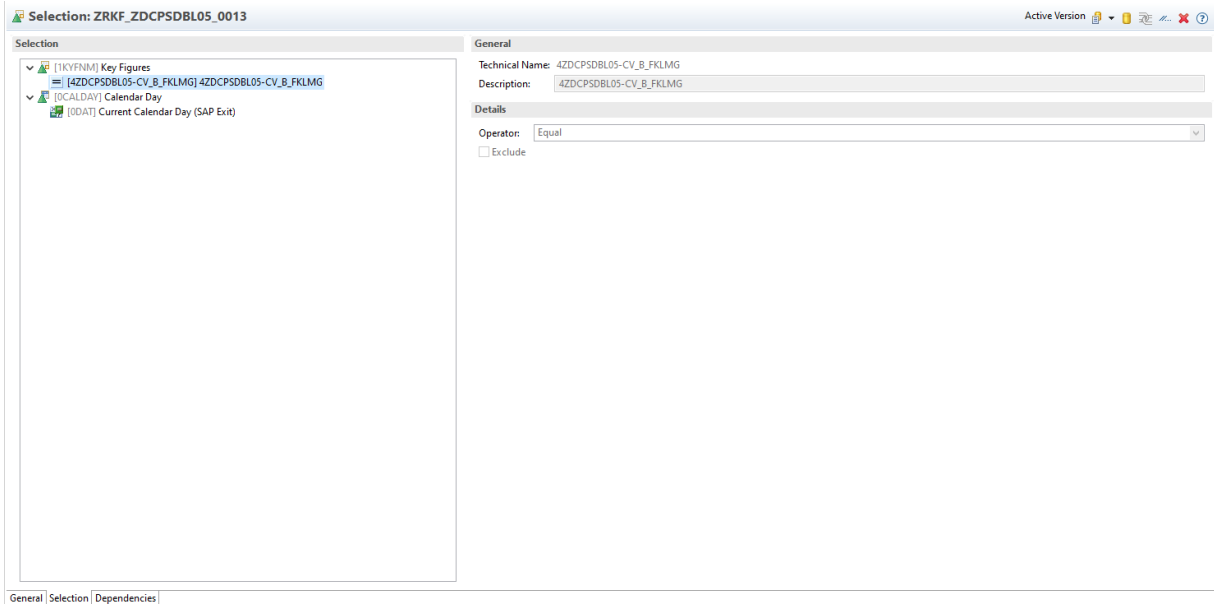 Selection: ZRKF_ZDCPSDBL05_0013
Active Version
Selection
General
[1KYFNM] Key Figures
[4ZDCPSDBL05-CV_B_FKLMG] 4ZDCPSDBL05-CV_B_FKLMG
[0CALDAY] Calendar Day
[0DAT] Current Calendar Day (SAP Exit)
Technical Name: 4ZDCPSDBL05-CV_B_FKLMG
Description: 4ZDCPSDBL05-CV_B_FKLMG
Details
Operator: Equal
Exclude
General Selection Dependencies